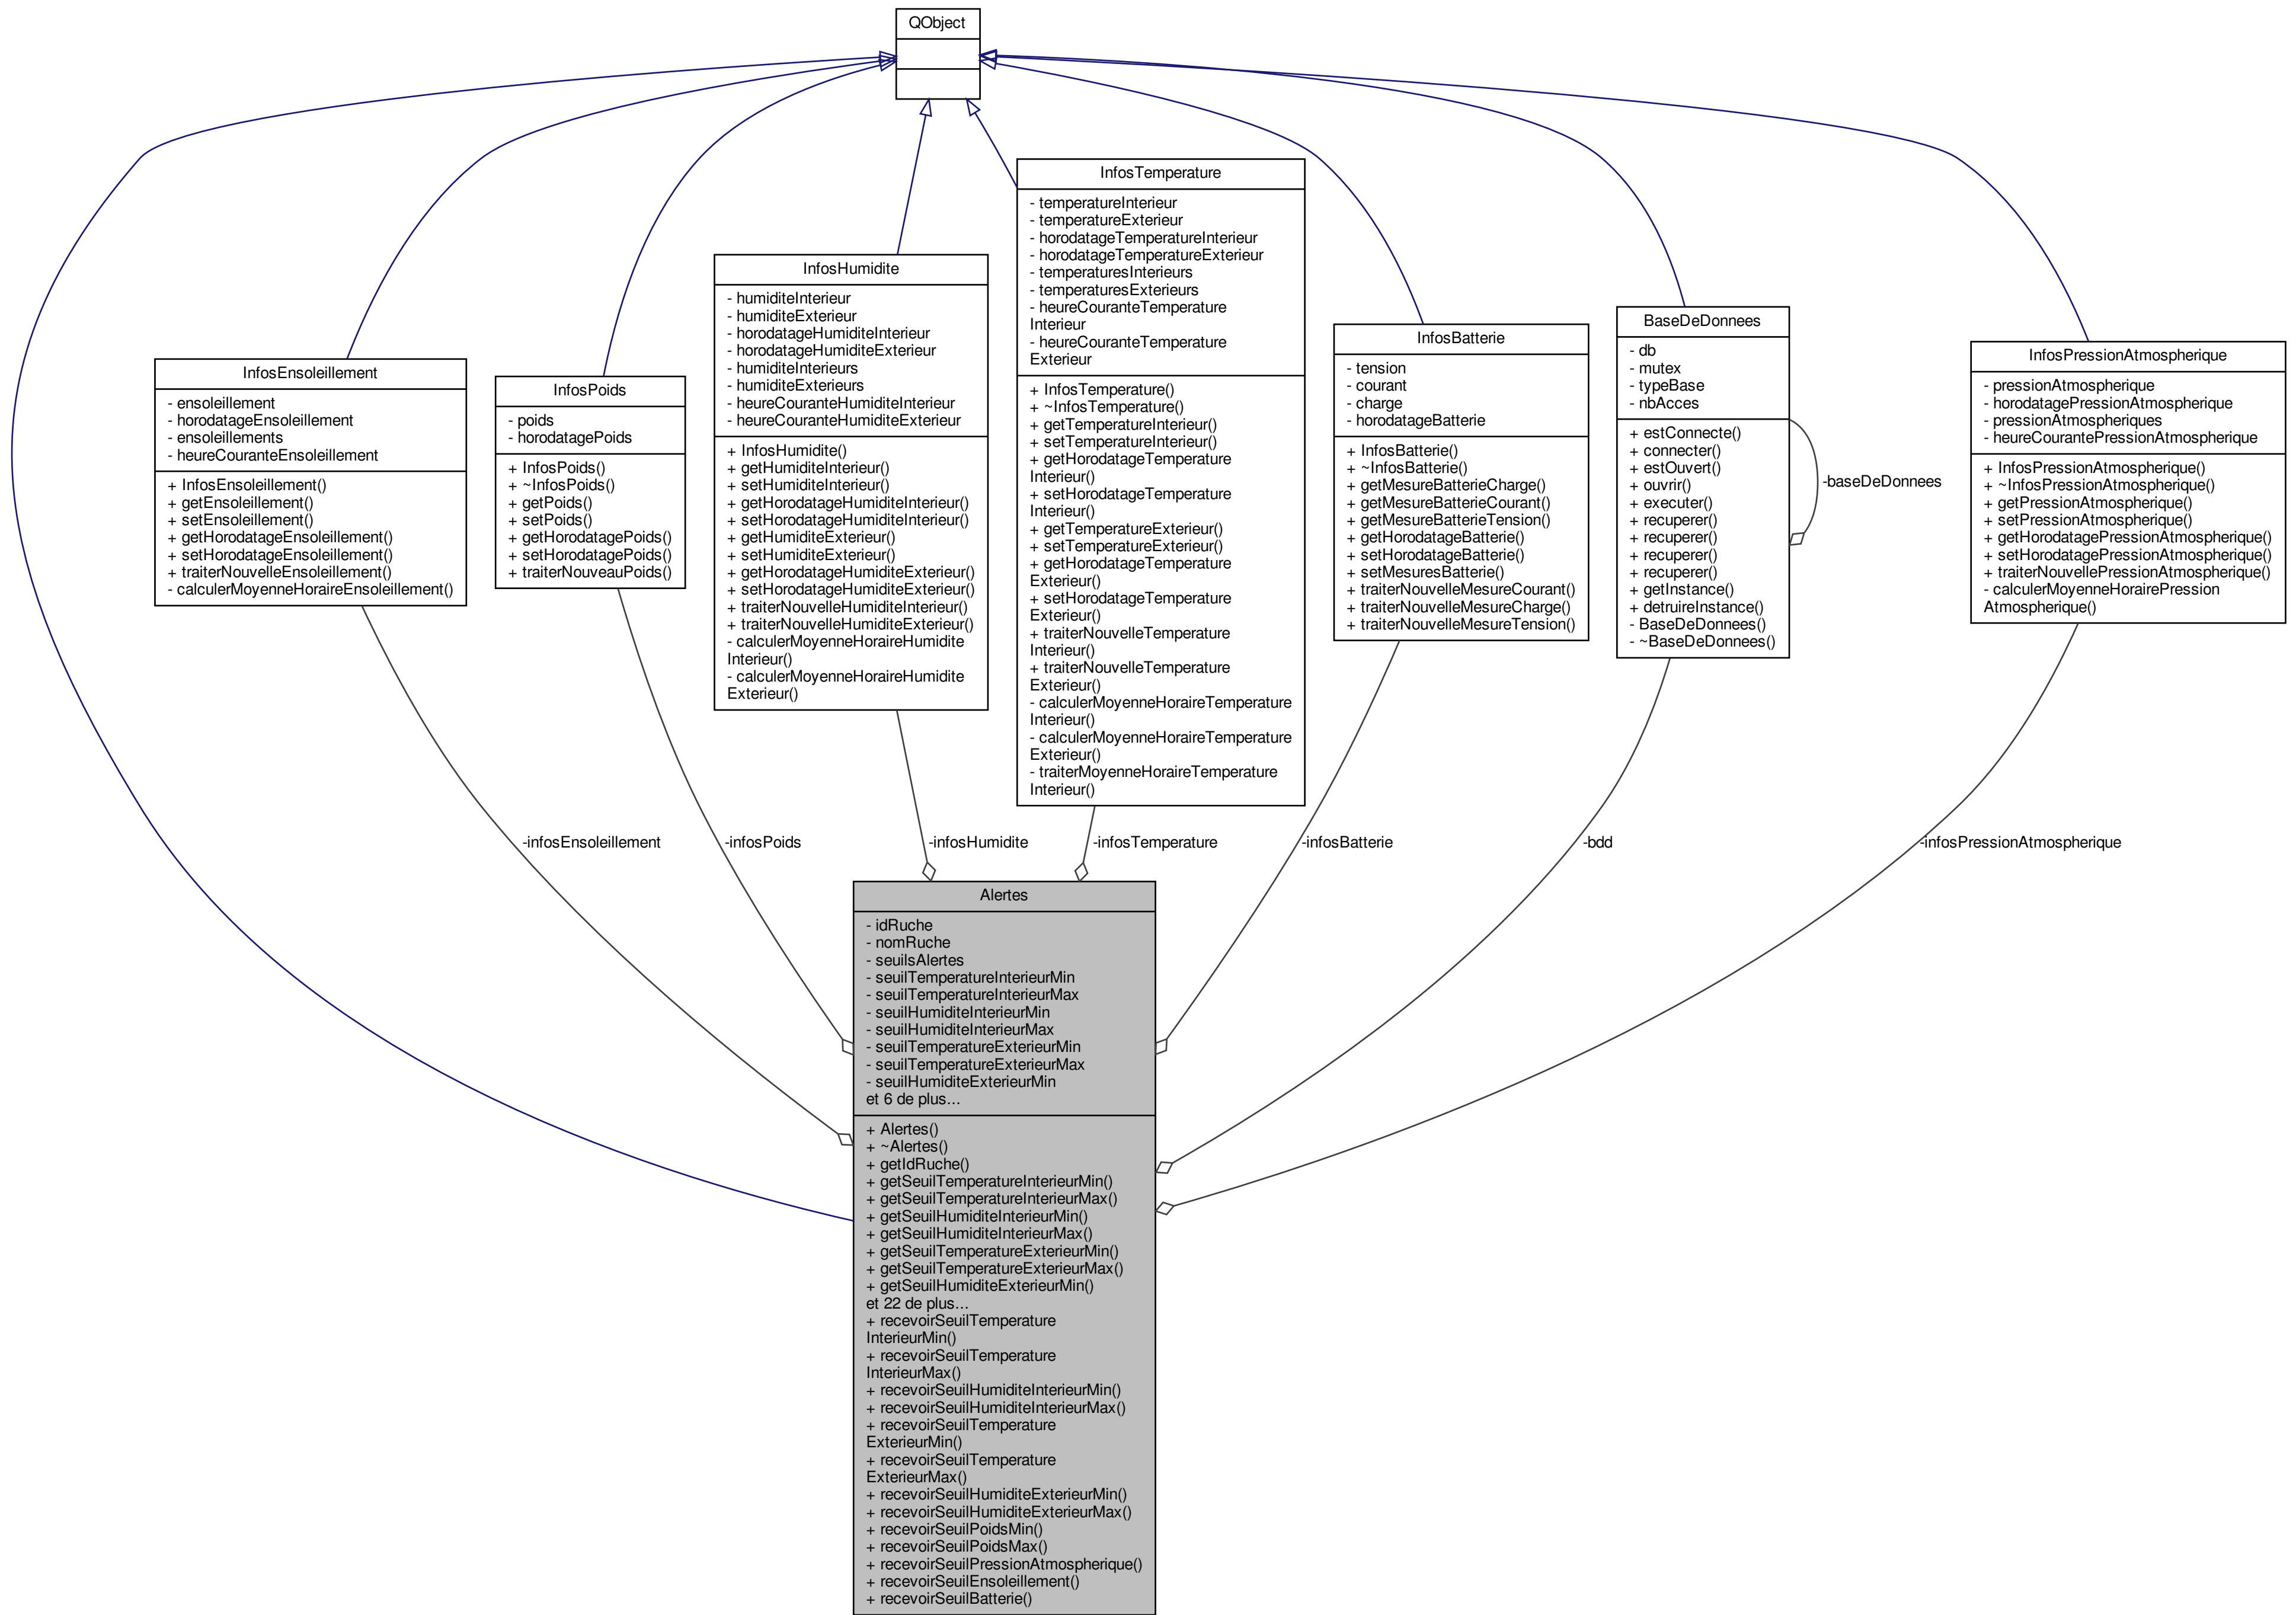 QObject
InfosTemperature
- temperatureInterieur
- temperatureExterieur
- horodatageTemperatureInterieur
- horodatageTemperatureExterieur
- temperaturesInterieurs
- temperaturesExterieurs
- heureCouranteTemperature
Interieur
- heureCouranteTemperature
Exterieur
+ InfosTemperature()
+ ~InfosTemperature()
+ getTemperatureInterieur()
+ setTemperatureInterieur()
+ getHorodatageTemperature
Interieur()
+ setHorodatageTemperature
Interieur()
+ getTemperatureExterieur()
+ setTemperatureExterieur()
+ getHorodatageTemperature
Exterieur()
+ setHorodatageTemperature
Exterieur()
+ traiterNouvelleTemperature
Interieur()
+ traiterNouvelleTemperature
Exterieur()
- calculerMoyenneHoraireTemperature
Interieur()
- calculerMoyenneHoraireTemperature
Exterieur()
- traiterMoyenneHoraireTemperature
Interieur()
InfosHumidite
- humiditeInterieur
- humiditeExterieur
- horodatageHumiditeInterieur
- horodatageHumiditeExterieur
- humiditeInterieurs
- humiditeExterieurs
- heureCouranteHumiditeInterieur
- heureCouranteHumiditeExterieur
+ InfosHumidite()
+ getHumiditeInterieur()
+ setHumiditeInterieur()
+ getHorodatageHumiditeInterieur()
+ setHorodatageHumiditeInterieur()
+ getHumiditeExterieur()
+ setHumiditeExterieur()
+ getHorodatageHumiditeExterieur()
+ setHorodatageHumiditeExterieur()
+ traiterNouvelleHumiditeInterieur()
+ traiterNouvelleHumiditeExterieur()
- calculerMoyenneHoraireHumidite
Interieur()
- calculerMoyenneHoraireHumidite
Exterieur()
InfosEnsoleillement
- ensoleillement
- horodatageEnsoleillement
- ensoleillements
- heureCouranteEnsoleillement
+ InfosEnsoleillement()
+ getEnsoleillement()
+ setEnsoleillement()
+ getHorodatageEnsoleillement()
+ setHorodatageEnsoleillement()
+ traiterNouvelleEnsoleillement()
- calculerMoyenneHoraireEnsoleillement()
InfosPoids
- poids
- horodatagePoids
+ InfosPoids()
+ ~InfosPoids()
+ getPoids()
+ setPoids()
+ getHorodatagePoids()
+ setHorodatagePoids()
+ traiterNouveauPoids()
InfosBatterie
- tension
- courant
- charge
- horodatageBatterie
+ InfosBatterie()
+ ~InfosBatterie()
+ getMesureBatterieCharge()
+ getMesureBatterieCourant()
+ getMesureBatterieTension()
+ getHorodatageBatterie()
+ setHorodatageBatterie()
+ setMesuresBatterie()
+ traiterNouvelleMesureCourant()
+ traiterNouvelleMesureCharge()
+ traiterNouvelleMesureTension()
BaseDeDonnees
- db
- mutex
- typeBase
- nbAcces
+ estConnecte()
+ connecter()
+ estOuvert()
+ ouvrir()
+ executer()
+ recuperer()
+ recuperer()
+ recuperer()
+ recuperer()
+ getInstance()
+ detruireInstance()
- BaseDeDonnees()
- ~BaseDeDonnees()
-baseDeDonnees
InfosPressionAtmospherique
- pressionAtmospherique
- horodatagePressionAtmospherique
- pressionAtmospheriques
- heureCourantePressionAtmospherique
+ InfosPressionAtmospherique()
+ ~InfosPressionAtmospherique()
+ getPressionAtmospherique()
+ setPressionAtmospherique()
+ getHorodatagePressionAtmospherique()
+ setHorodatagePressionAtmospherique()
+ traiterNouvellePressionAtmospherique()
- calculerMoyenneHorairePression
Atmospherique()
-infosEnsoleillement
-infosPoids
-infosHumidite
-infosTemperature
-infosBatterie
-bdd
-infosPressionAtmospherique
Alertes
- idRuche
- nomRuche
- seuilsAlertes
- seuilTemperatureInterieurMin
- seuilTemperatureInterieurMax
- seuilHumiditeInterieurMin
- seuilHumiditeInterieurMax
- seuilTemperatureExterieurMin
- seuilTemperatureExterieurMax
- seuilHumiditeExterieurMin
et 6 de plus...
+ Alertes()
+ ~Alertes()
+ getIdRuche()
+ getSeuilTemperatureInterieurMin()
+ getSeuilTemperatureInterieurMax()
+ getSeuilHumiditeInterieurMin()
+ getSeuilHumiditeInterieurMax()
+ getSeuilTemperatureExterieurMin()
+ getSeuilTemperatureExterieurMax()
+ getSeuilHumiditeExterieurMin()
et 22 de plus...
+ recevoirSeuilTemperature
InterieurMin()
+ recevoirSeuilTemperature
InterieurMax()
+ recevoirSeuilHumiditeInterieurMin()
+ recevoirSeuilHumiditeInterieurMax()
+ recevoirSeuilTemperature
ExterieurMin()
+ recevoirSeuilTemperature
ExterieurMax()
+ recevoirSeuilHumiditeExterieurMin()
+ recevoirSeuilHumiditeExterieurMax()
+ recevoirSeuilPoidsMin()
+ recevoirSeuilPoidsMax()
+ recevoirSeuilPressionAtmospherique()
+ recevoirSeuilEnsoleillement()
+ recevoirSeuilBatterie()